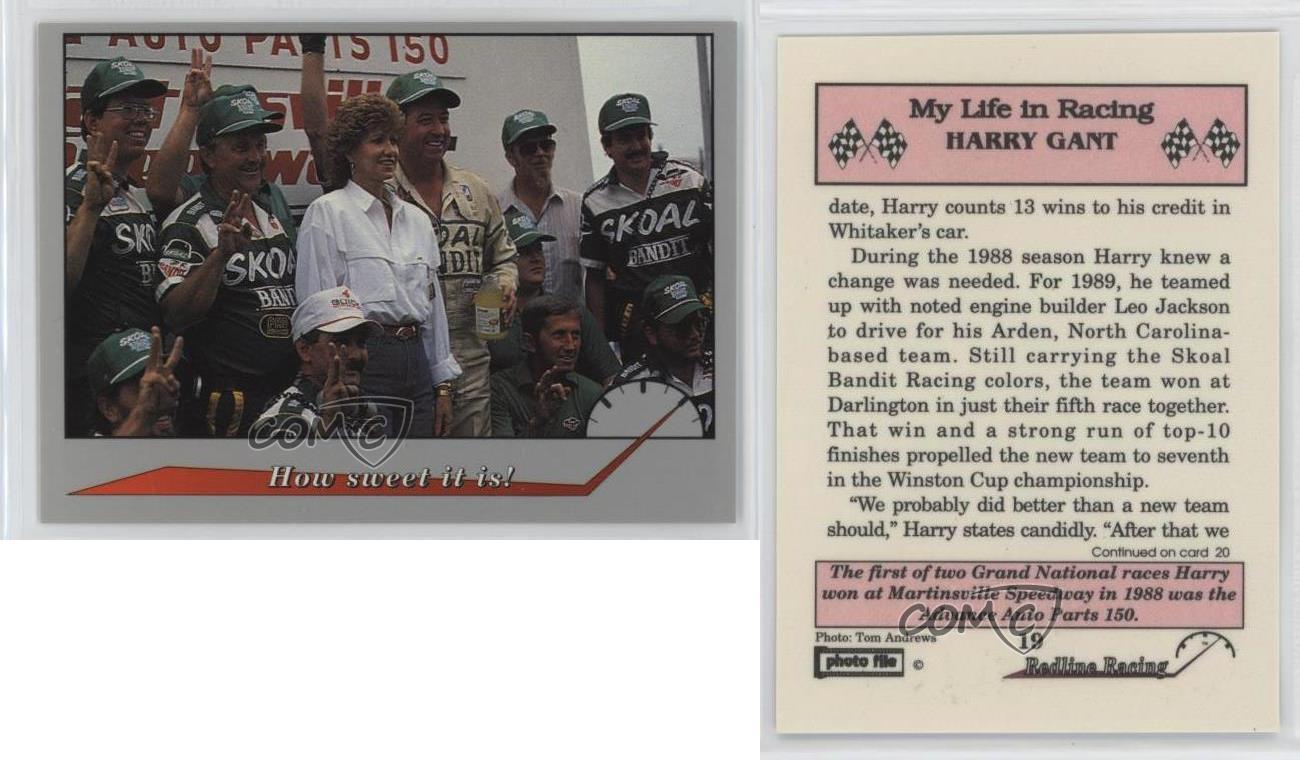 AUTO PARTS 150
SKOAL
BANDIT
SKOAL
BANDIT
How sweet it is!
COMC
My Life in Racing
HARRY GANT
date, Harry counts 13 wins to his credit in
Whitaker's car.
During the 1988 season Harry knew a
change was needed. For 1989, he teamed
up with noted engine builder Leo Jackson
to drive for his Arden, North Carolina-
based team. Still carrying the Skoal
Bandit Racing colors, the team won at
Darlington in just their fifth race together.
That win and a strong run of top-10
finishes propelled the new team to seventh
in the Winston Cup championship.
"We probably did better than a new team
should," Harry states candidly. "After that we
Continued on card 20
The first of two Grand National races Harry
won at Martinsville Speedway in 1988 was the
Advance Auto Parts 150.
COMC
Photo: Tom Andrews
19
photo file ©
Redline Racing